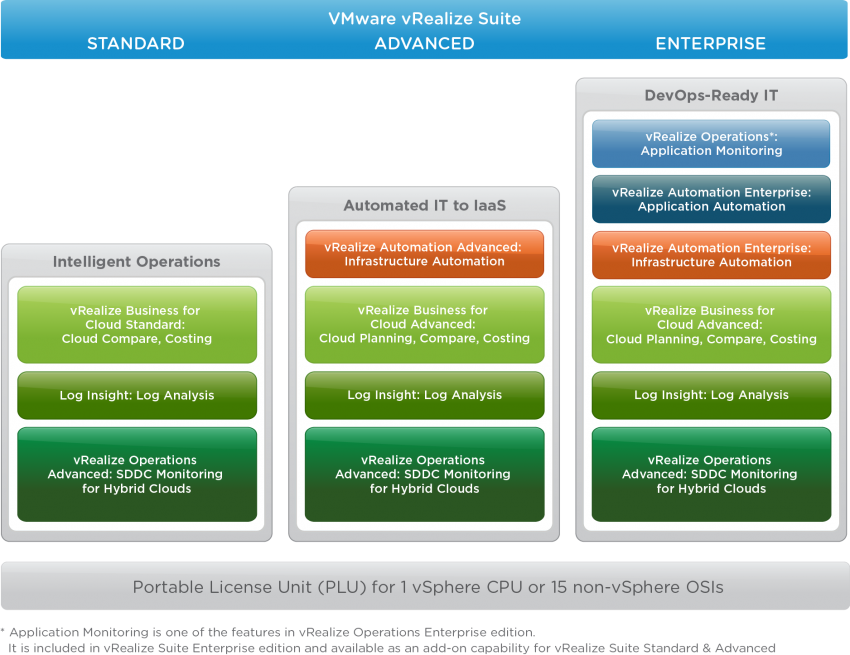 VMware vRealize Suite
STANDARD
ADVANCED
ENTERPRISE
Intelligent Operations
vRealize Business for
Cloud Standard:
Cloud Compare, Costing
Log Insight: Log Analysis
vRealize Operations
Advanced: SDDC Monitoring
for Hybrid Clouds
Automated IT to IaaS
vRealize Automation Advanced:
Infrastructure Automation
vRealize Business for
Cloud Advanced:
Cloud Planning, Compare, Costing
Log Insight: Log Analysis
vRealize Operations
Advanced: SDDC Monitoring
for Hybrid Clouds
DevOps-Ready IT
vRealize Operations*:
Application Monitoring
vRealize Automation Enterprise:
Application Automation
vRealize Automation Enterprise:
Infrastructure Automation
vRealize Business for
Cloud Advanced:
Cloud Planning, Compare, Costing
Log Insight: Log Analysis
vRealize Operations
Advanced: SDDC Monitoring
for Hybrid Clouds
Portable License Unit (PLU) for 1 vSphere CPU or 15 non-vSphere OSIs
* Application Monitoring is one of the features in vRealize Operations Enterprise edition.
It is included in vRealize Suite Enterprise edition and available as an add-on capability for vRealize Suite Standard & Advanced